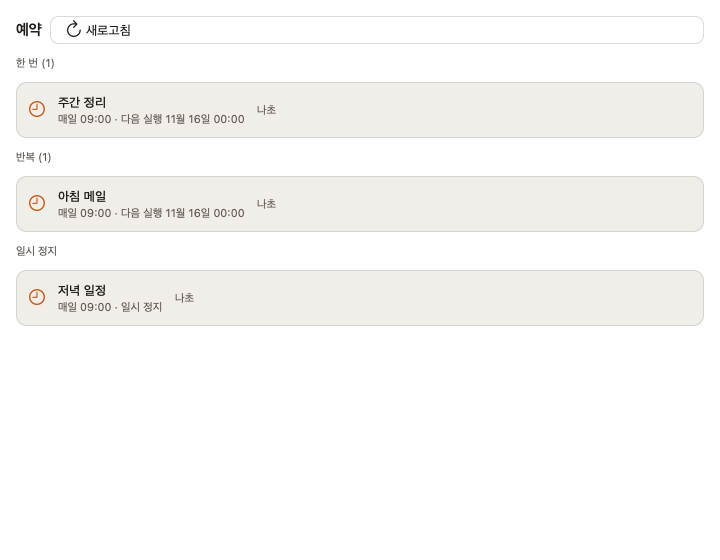 예약
새로고침
한 번 (1)
주간 정리
매일 09:00 · 다음 실행 11월 16일 00:00
나초
반복 (1)
아침 메일
매일 09:00 · 다음 실행 11월 16일 00:00
나초
일시 정지
저녁 일정
매일 09:00 · 일시 정지
나초